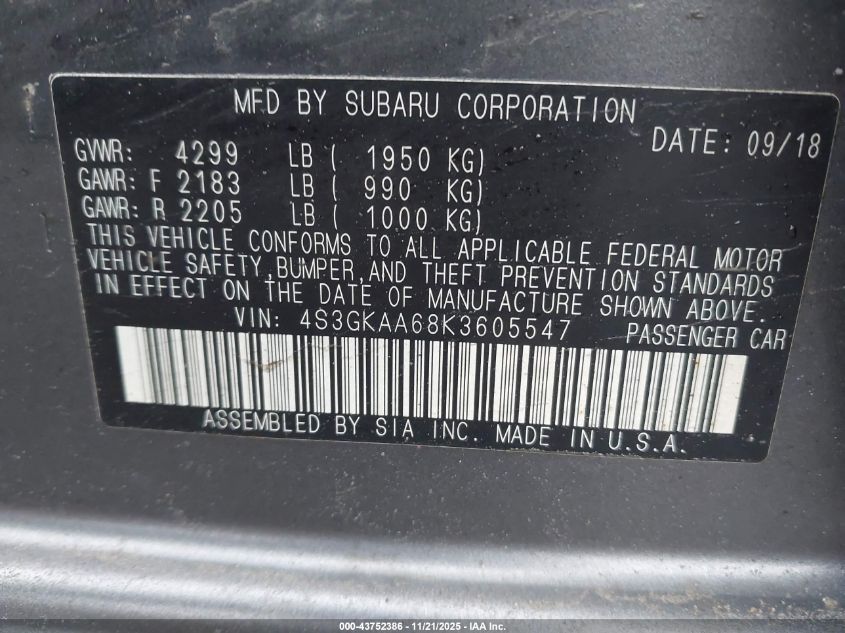 MFD BY SUBARU CORPORATION
DATE: 09/18
GVWR: 4299 LB ( 1950 KG)
GAWR: F 2183 LB ( 990 KG)
GAWR: R 2205 LB ( 1000 KG)
THIS VEHICLE CONFORMS TO ALL APPLICABLE FEDERAL MOTOR
VEHICLE SAFETY,BUMPER,AND THEFT PREVENTION STANDARDS
IN EFFECT ON THE DATE OF MANUFACTURE SHOWN ABOVE.
VIN: 4S3GKAA68K3605547 PASSENGER CAR
ASSEMBLED BY SIA INC. MADE IN U.S.A.
000-43752386 - 11/21/2025 - IAA Inc.